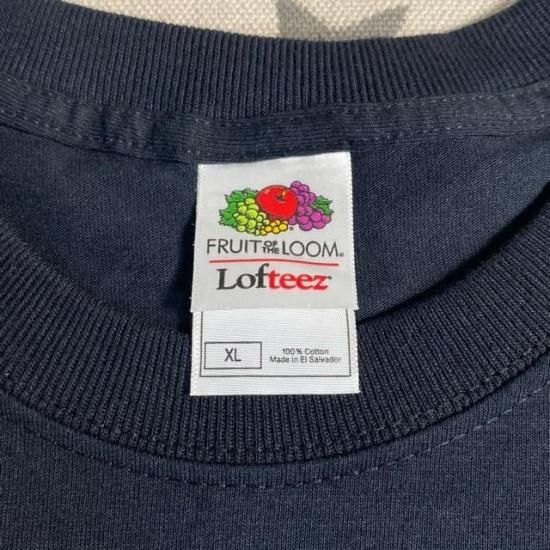 FRUIT OF THE LOOM®
Lofteez
XL
100% Cotton
Made in El Salvador